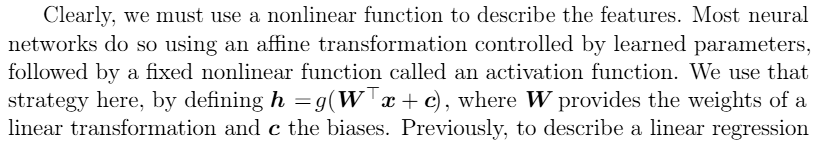 Clearly, we must use a nonlinear function to describe the features. Most neural
networks do so using an affine transformation controlled by learned parameters,
followed by a fixed nonlinear function called an activation function. We use that
strategy here, by defining h = g(W⊤x + c), where W provides the weights of a
linear transformation and c the biases. Previously, to describe a linear regression